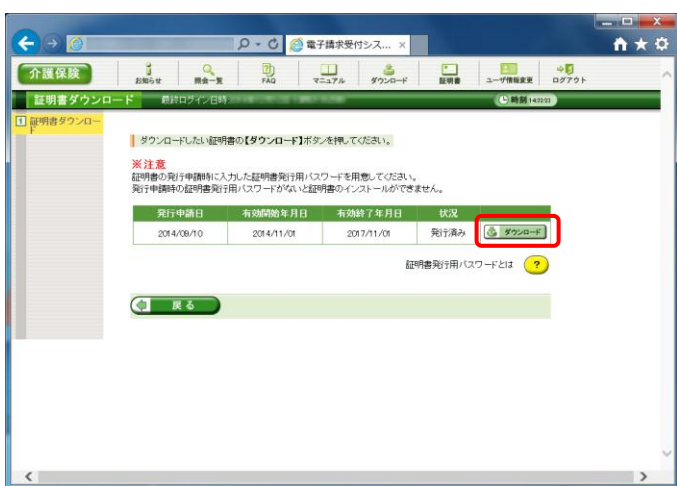 電子請求受付シス... ×
介護保険
お知らせ 照会一覧 FAQ マニュアル ダウンロード 証明書 ユーザ情報変更 ログアウト
証明書ダウンロード 最終ログイン日時
時刻
1 証明書ダウンロー
ド
ダウンロードしたい証明書の【ダウンロード】ボタンを押してください。
※注意
証明書の発行申請時に入力した証明書発行用パスワードを用意してください。
発行申請時の証明書発行用パスワードがないと証明書のインストールができません。
発行申請日 有効開始年月日 有効終了年月日 状況
2014/09/10 2014/11/01 2017/11/01 発行済み ダウンロード
証明書発行用パスワードとは ?
戻る